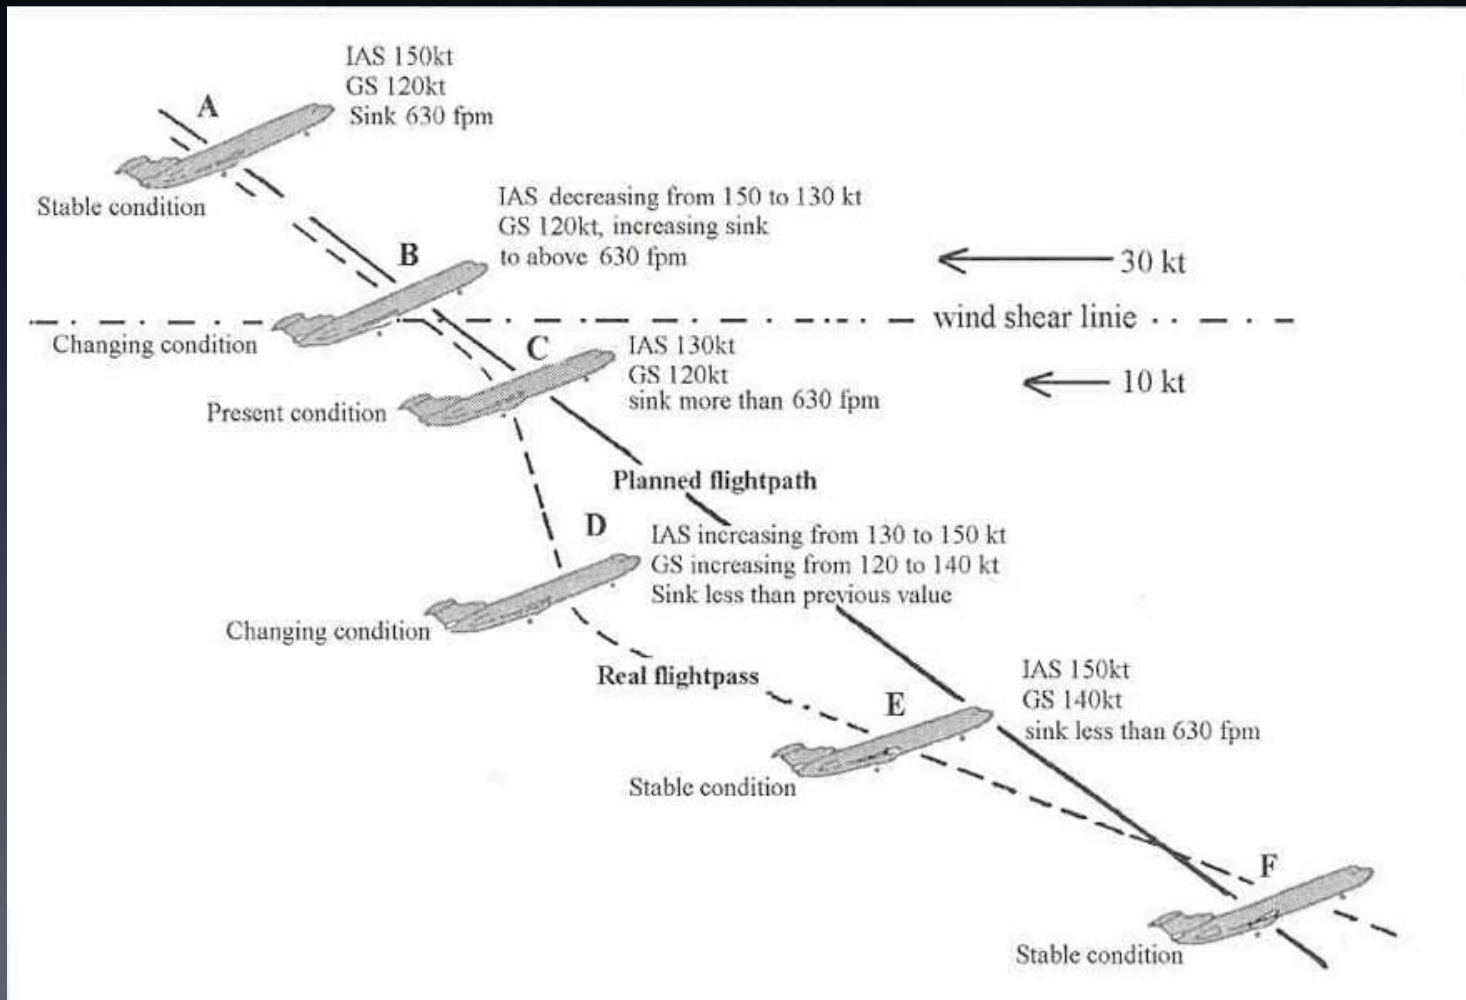 A
IAS 150kt
GS 120kt
Sink 630 fpm
Stable condition
B
IAS decreasing from 150 to 130 kt
GS 120kt, increasing sink
to above 630 fpm
30 kt
wind shear linie
Changing condition
C
IAS 130kt
GS 120kt
sink more than 630 fpm
10 kt
Present condition
Planned flightpath
D
IAS increasing from 130 to 150 kt
GS increasing from 120 to 140 kt
Sink less than previous value
Changing condition
Real flightpass
E
IAS 150kt
GS 140kt
sink less than 630 fpm
Stable condition
F
Stable condition